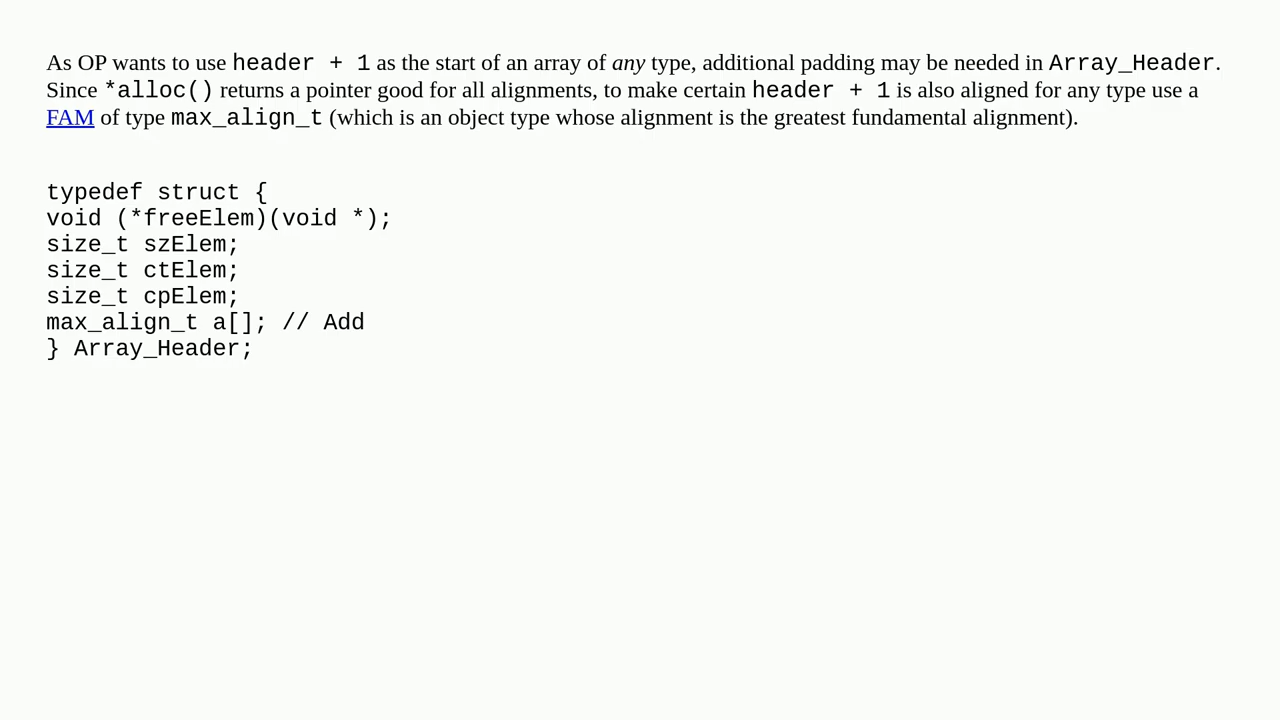 As OP wants to use header + 1 as the start of an array of any type, additional padding may be needed in Array_Header.
Since *alloc() returns a pointer good for all alignments, to make certain header + 1 is also aligned for any type use a
FAM of type max_align_t (which is an object type whose alignment is the greatest fundamental alignment).
typedef struct {
void (*freeElem)(void *);
size_t szElem;
size_t ctElem;
size_t cpElem;
max_align_t a[]; // Add
} Array_Header;